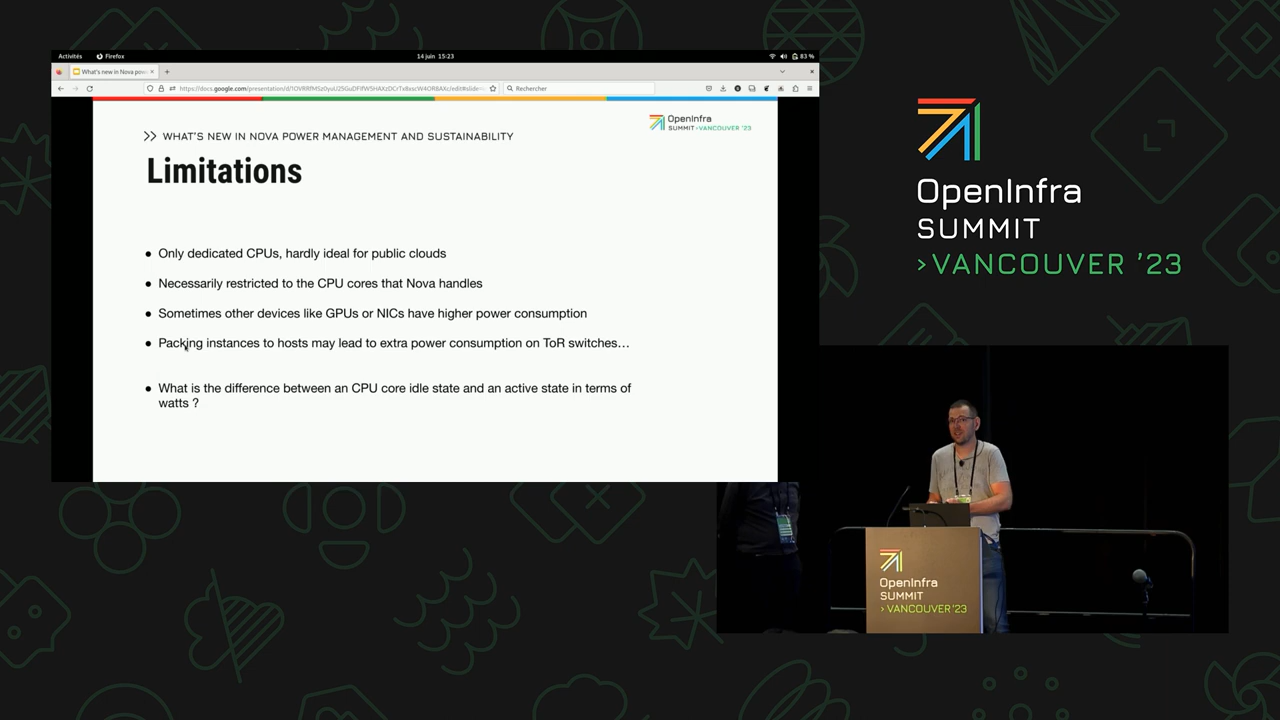 Activités
Firefox
14 juin 15:23
83 %
What's new in Nova pow
Rechercher
WHAT'S NEW IN NOVA POWER MANAGEMENT AND SUSTAINABILITY
OpenInfra
SUMMIT >VANCOUVER '23
Limitations
● Only dedicated CPUs, hardly ideal for public clouds
● Necessarily restricted to the CPU cores that Nova handles
● Sometimes other devices like GPUs or NICs have higher power consumption
● Packing instances to hosts may lead to extra power consumption on ToR switches…
● What is the difference between an CPU core idle state and an active state in terms of
watts ?
OpenInfra
SUMMIT
>VANCOUVER '23
OpenInfra
SUMMIT
>VANCOUVER '23